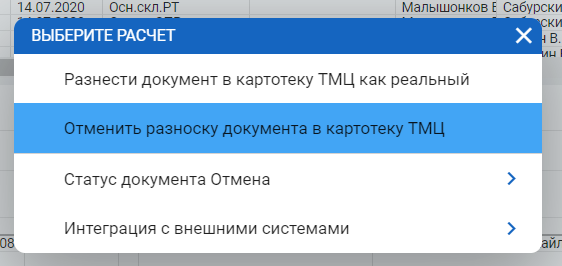 14.07.2020 Осн.скл.РТ Малышонков Сабурски
ВЫБЕРИТЕ РАСЧЕТ
Разнести документ в картотеку ТМЦ как реальный
Отменить разноску документа в картотеку ТМЦ
Статус документа Отмена
Интеграция с внешними системами